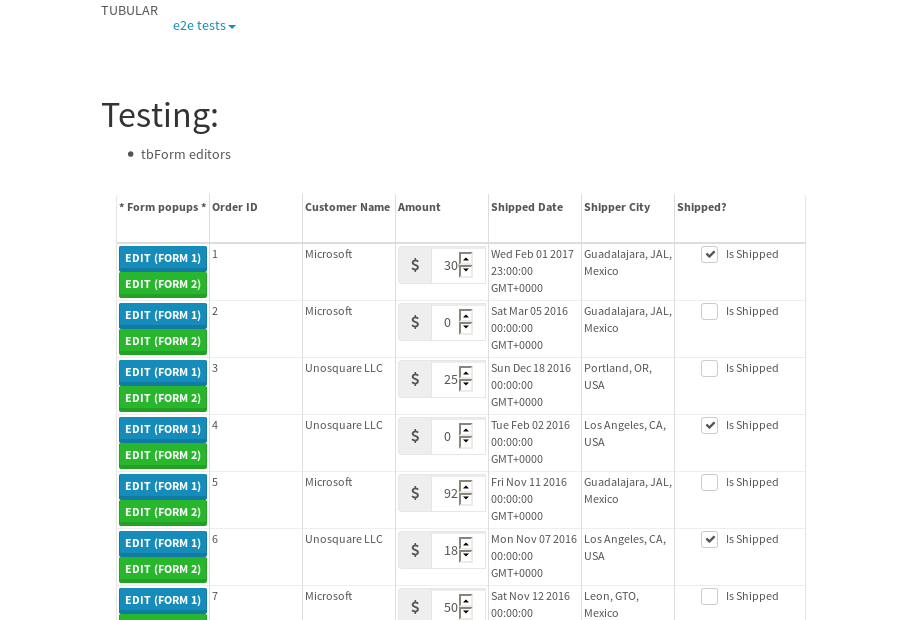 TUBULAR
e2e tests
Testing:
tbForm editors
* Form popups * Order ID Customer Name Amount Shipped Date Shipper City Shipped?
EDIT (FORM 1) 1 Microsoft $ 30 Wed Feb 01 2017 Guadalajara, JAL, Is Shipped
23:00:00 Mexico
EDIT (FORM 2) GMT+0000
EDIT (FORM 1) 2 Microsoft $ 0 Sat Mar 05 2016 Guadalajara, JAL, Is Shipped
00:00:00 Mexico
EDIT (FORM 2) GMT+0000
EDIT (FORM 1) 3 Unosquare LLC $ 25 Sun Dec 18 2016 Portland, OR, Is Shipped
00:00:00 USA
EDIT (FORM 2) GMT+0000
EDIT (FORM 1) 4 Unosquare LLC $ 0 Tue Feb 02 2016 Los Angeles, CA, Is Shipped
00:00:00 USA
EDIT (FORM 2) GMT+0000
EDIT (FORM 1) 5 Microsoft $ 92 Fri Nov 11 2016 Guadalajara, JAL, Is Shipped
00:00:00 Mexico
EDIT (FORM 2) GMT+0000
EDIT (FORM 1) 6 Unosquare LLC $ 18 Mon Nov 07 2016 Los Angeles, CA, Is Shipped
00:00:00 USA
EDIT (FORM 2) GMT+0000
EDIT (FORM 1) 7 Microsoft $ 50 Sat Nov 12 2016 Leon, GTO, Is Shipped
00:00:00 Mexico